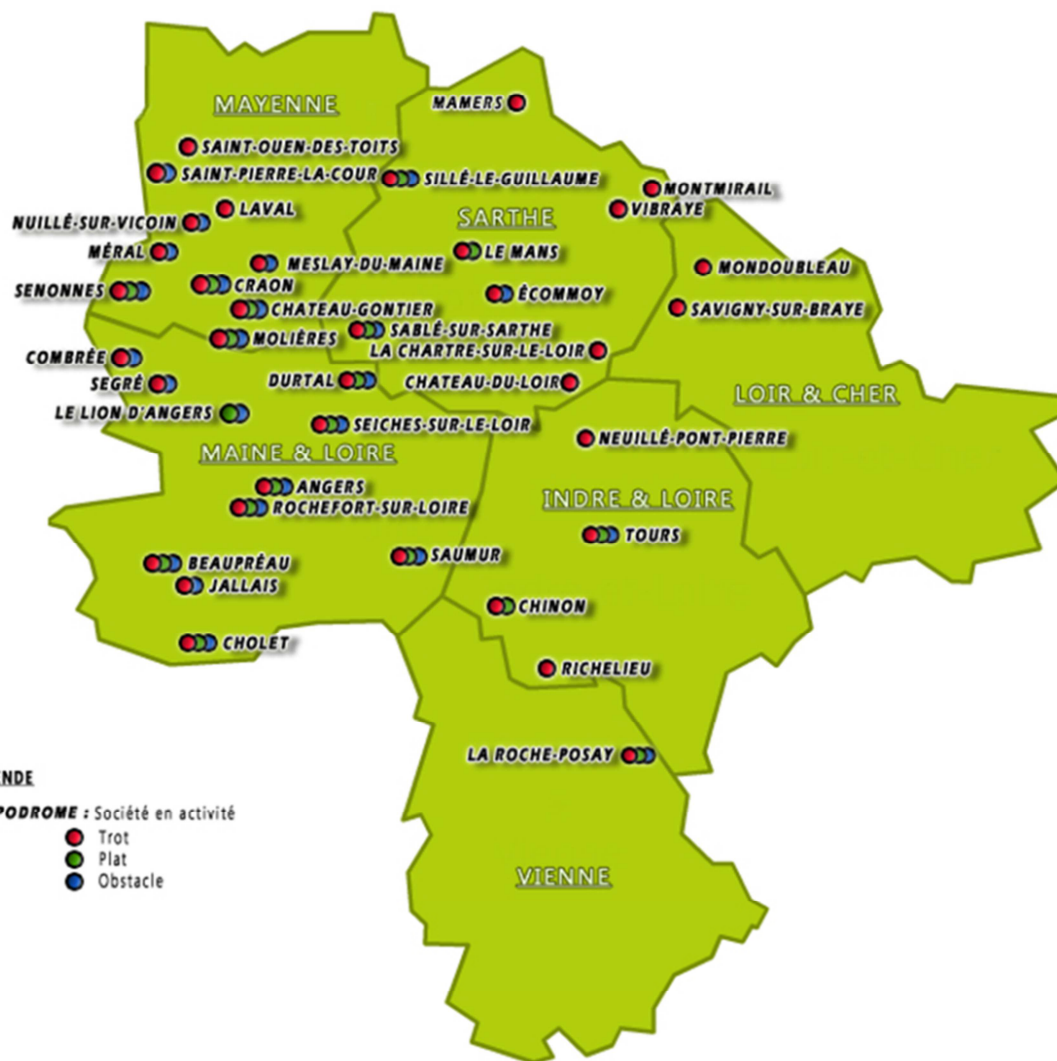 MAYENNE
MAMERS
SAINT-OUEN-DES-TOITS
SAINT-PIERRE-LA-COUR
SILLÉ-LE-GUILLAUME
MONTMIRAIL
LAVAL
VIBRAYE
NUILLÉ-SUR-VICOIN
SARTHE
MÉRAL
LE MANS
MESLAY-DU-MAINE
MONDOUBLEAU
SENONNES
CRAON
ÉCOMMOY
CHATEAU-GONTIER
SAVIGNY-SUR-BRAYE
SABLÉ-SUR-SARTHE
MOLIÈRES
LA CHARTRE-SUR-LE-LOIR
COMBRÉE
SEGRÉ
DURTAL
CHATEAU-DU-LOIR
LOIR & CHER
LE LION D'ANGERS
SEICHES-SUR-LE-LOIR
NEUILLÉ-PONT-PIERRE
MAINE & LOIRE
ANGERS
INDRE & LOIRE
ROCHEFORT-SUR-LOIRE
TOURS
SAUMUR
BEAUPRÉAU
JALLAIS
CHINON
CHOLET
RICHELIEU
LA ROCHE-POSAY
NDE
PODROME : Société en activité
Trot
Plat
Obstacle
VIENNE